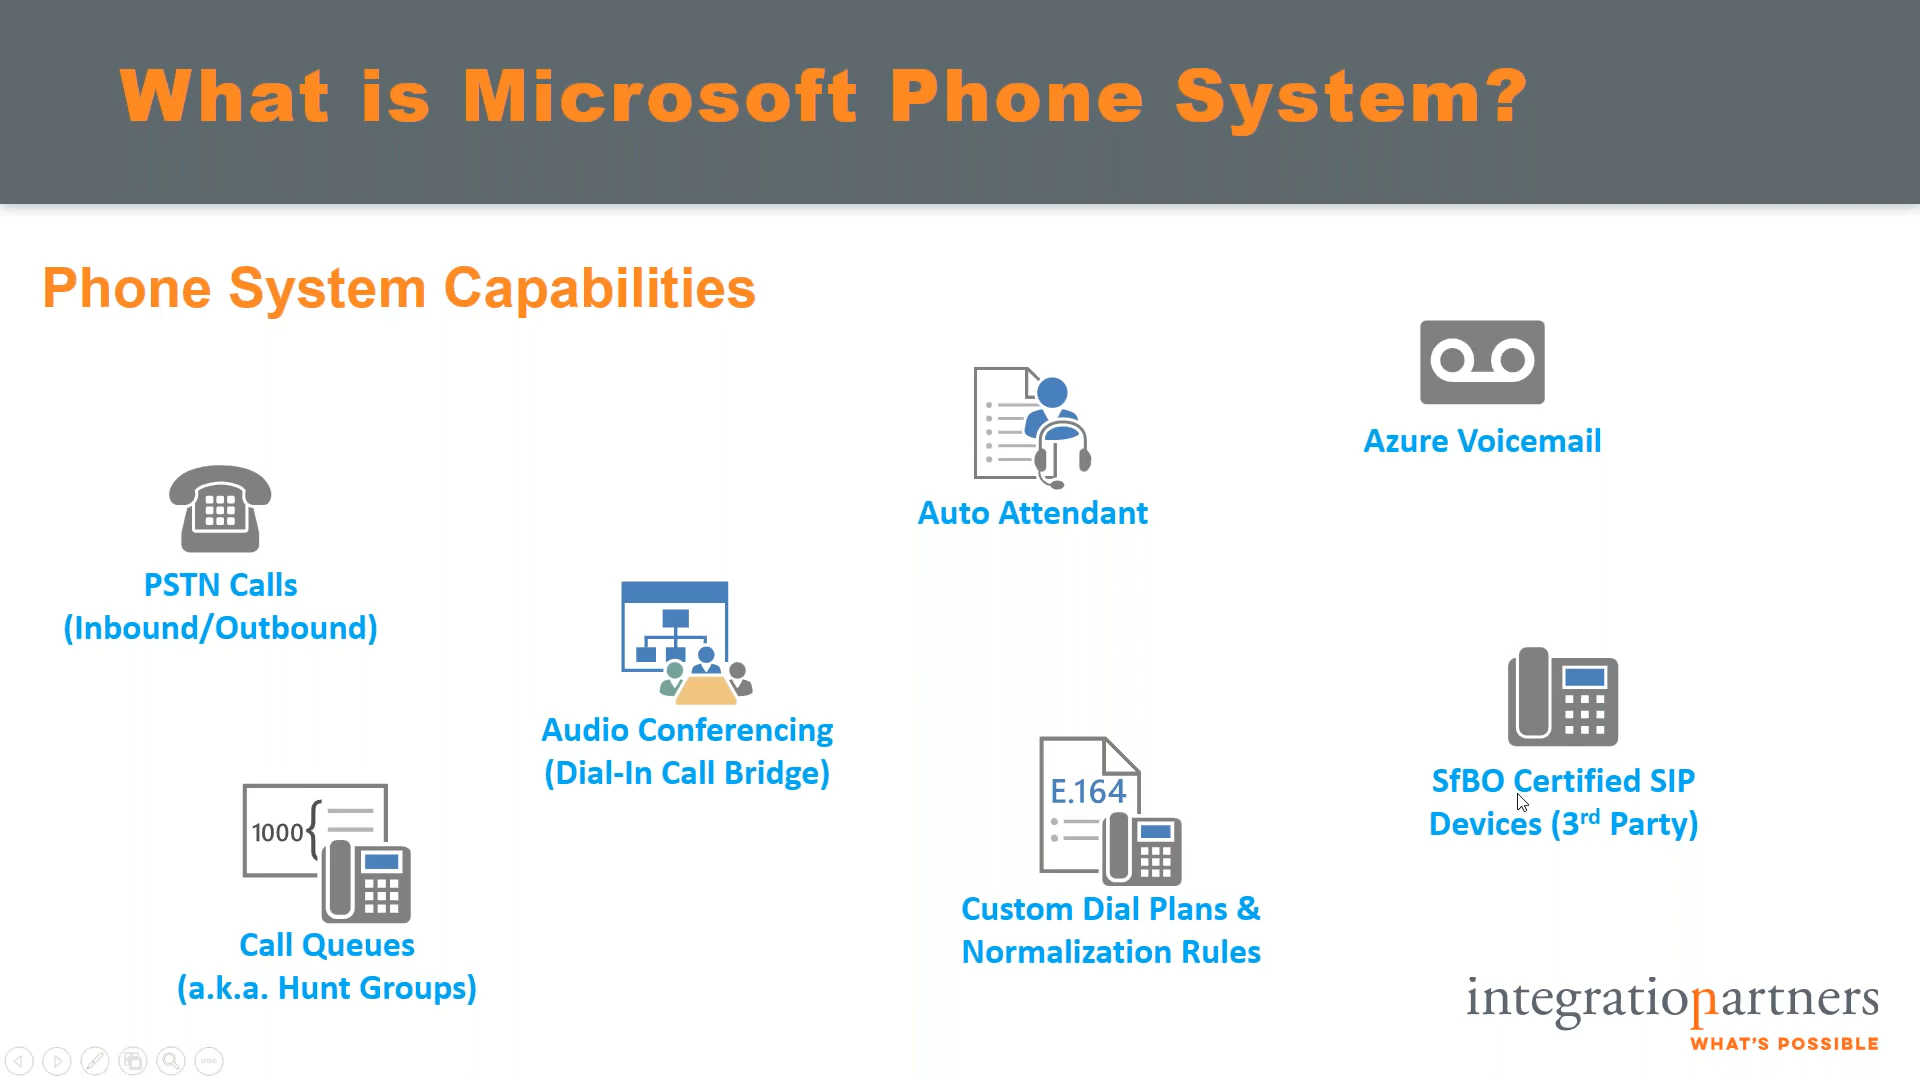 What is Microsoft Phone System?
Phone System Capabilities
Azure Voicemail
Auto Attendant
PSTN Calls
(Inbound/Outbound)
Audio Conferencing
(Dial-In Call Bridge)
SfBO Certified SIP
Devices (3rd Party)
E.164
1000
Custom Dial Plans &
Normalization Rules
Call Queues
(a.k.a. Hunt Groups)
integrationpartners
WHAT'S POSSIBLE